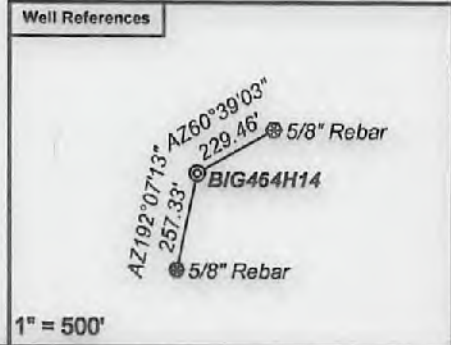 Well References
AZ60°39'03"
229.46'
5/8" Rebar
BIG464H14
AZ192°07'13"
257.33'
5/8" Rebar
1" = 500'